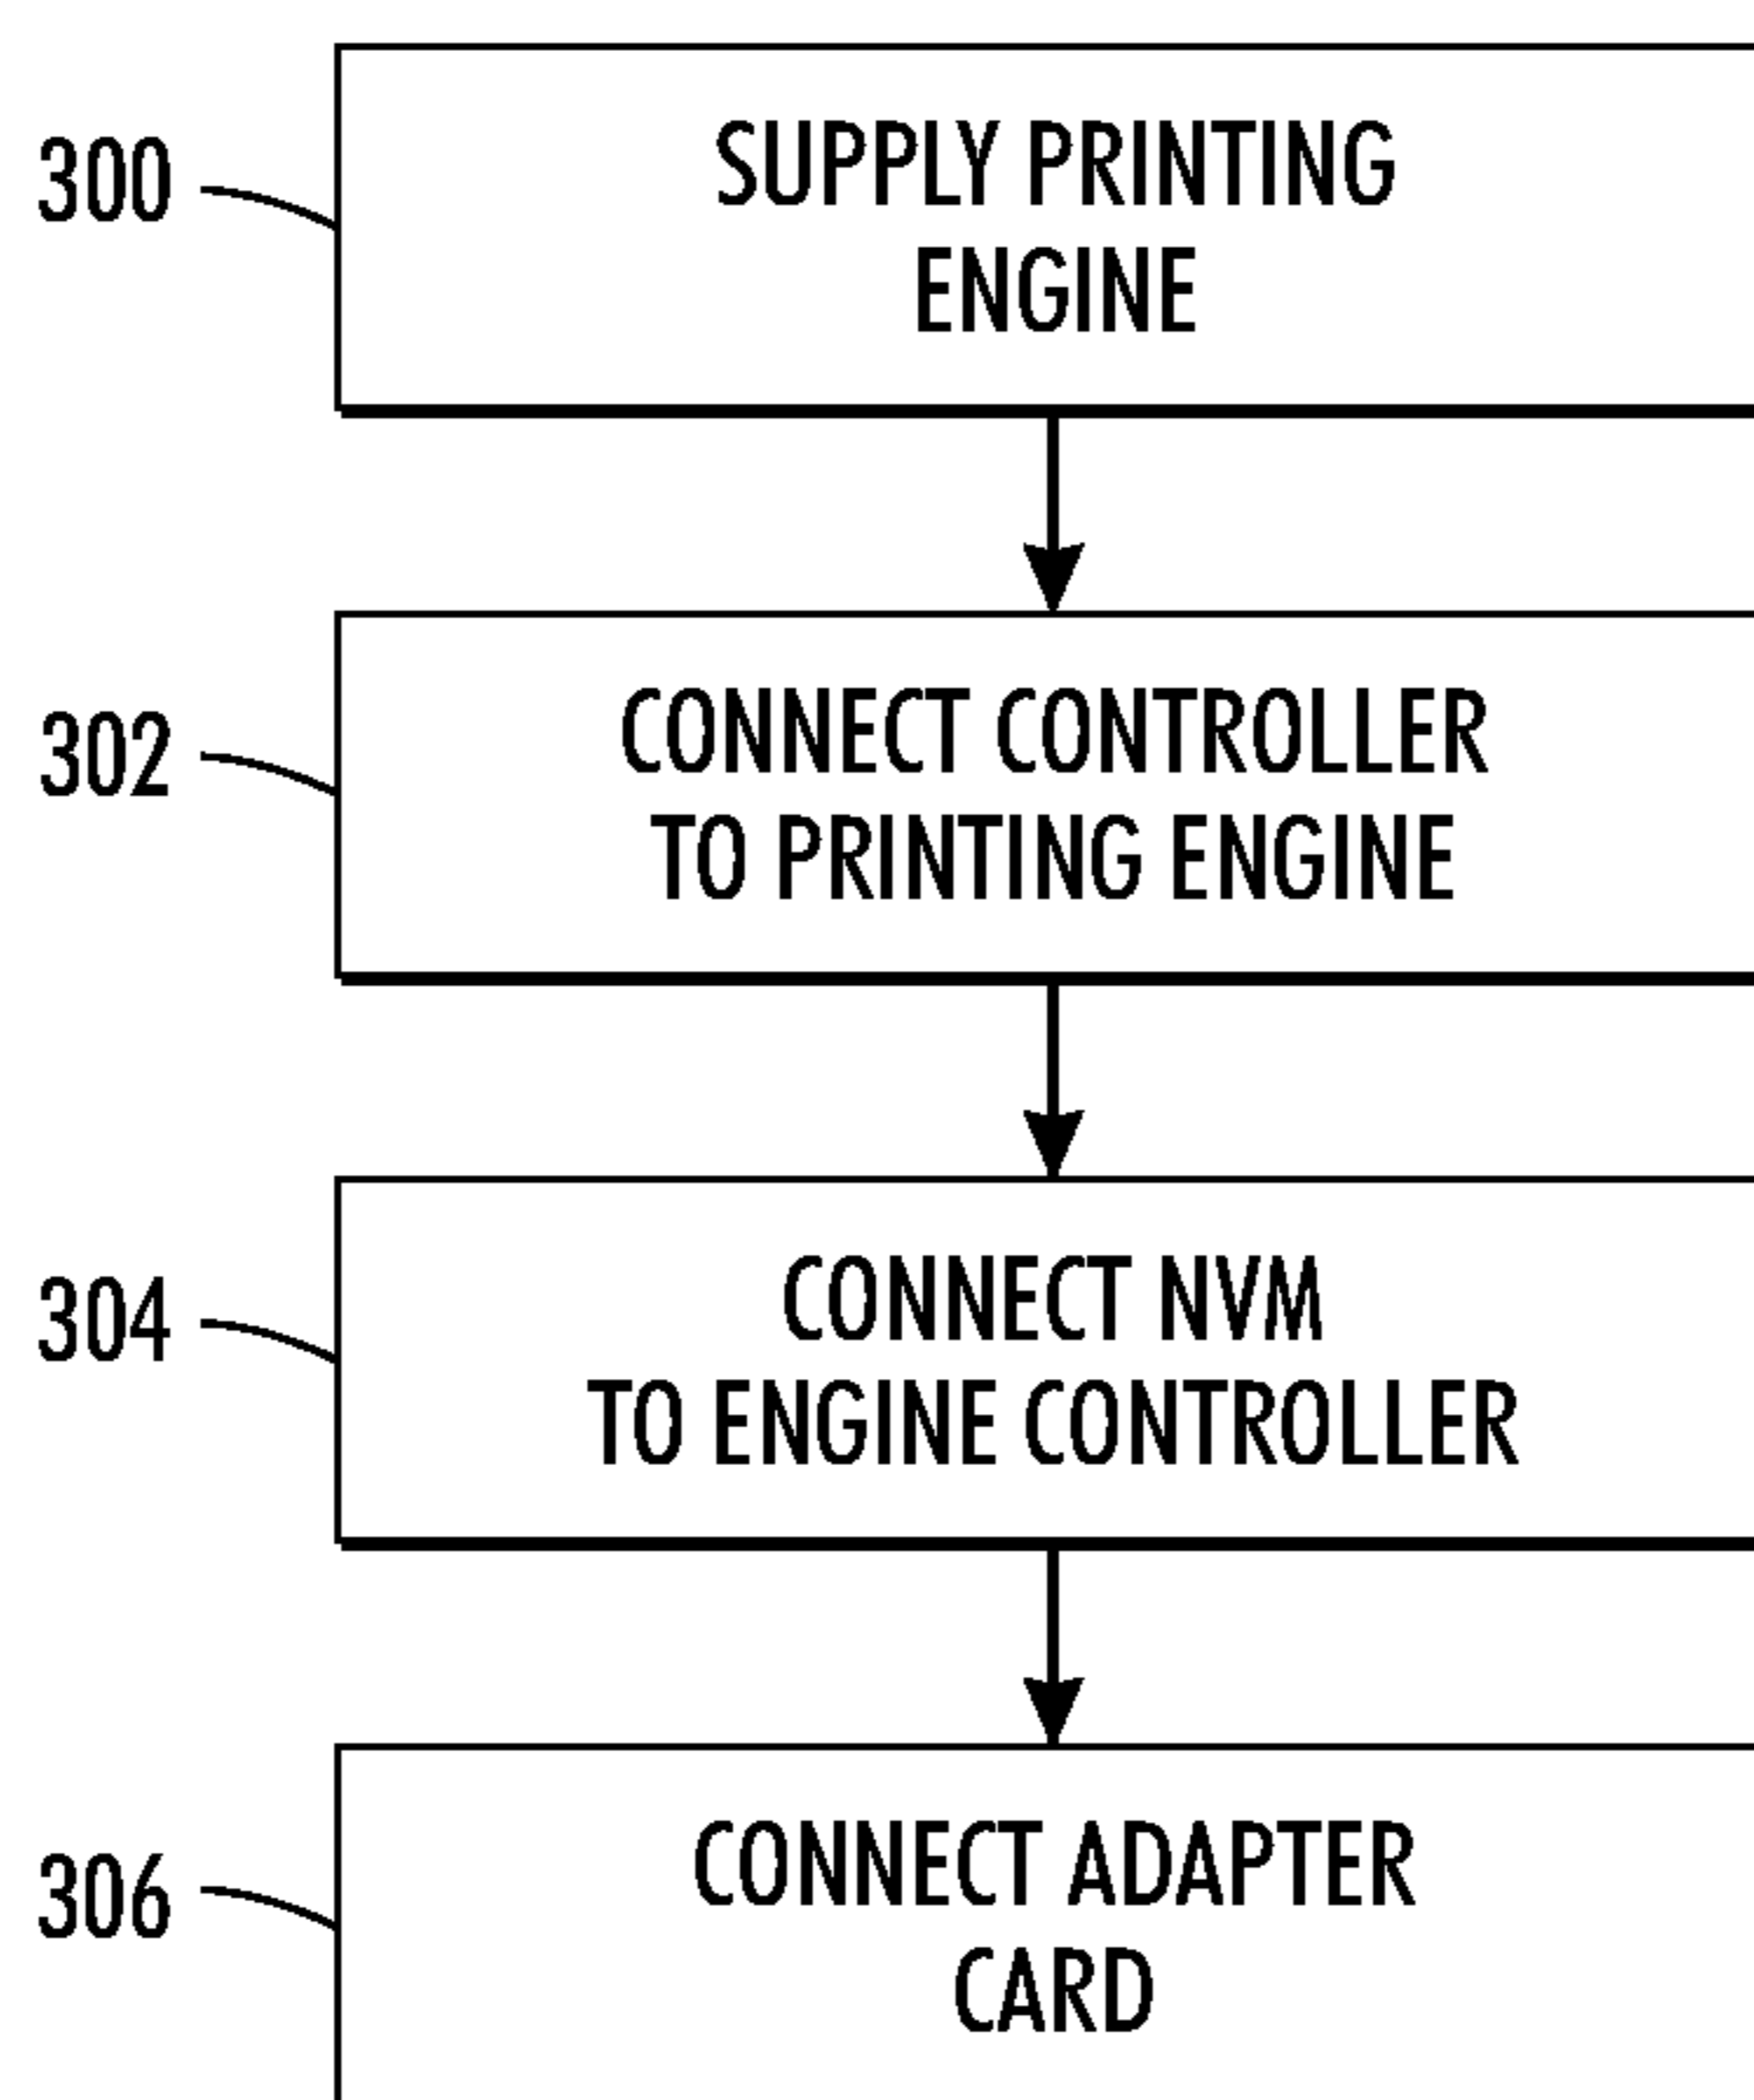 300
SUPPLY PRINTING
ENGINE
302
CONNECT CONTROLLER
TO PRINTING ENGINE
304
CONNECT NVM
TO ENGINE CONTROLLER
306
CONNECT ADAPTER
CARD